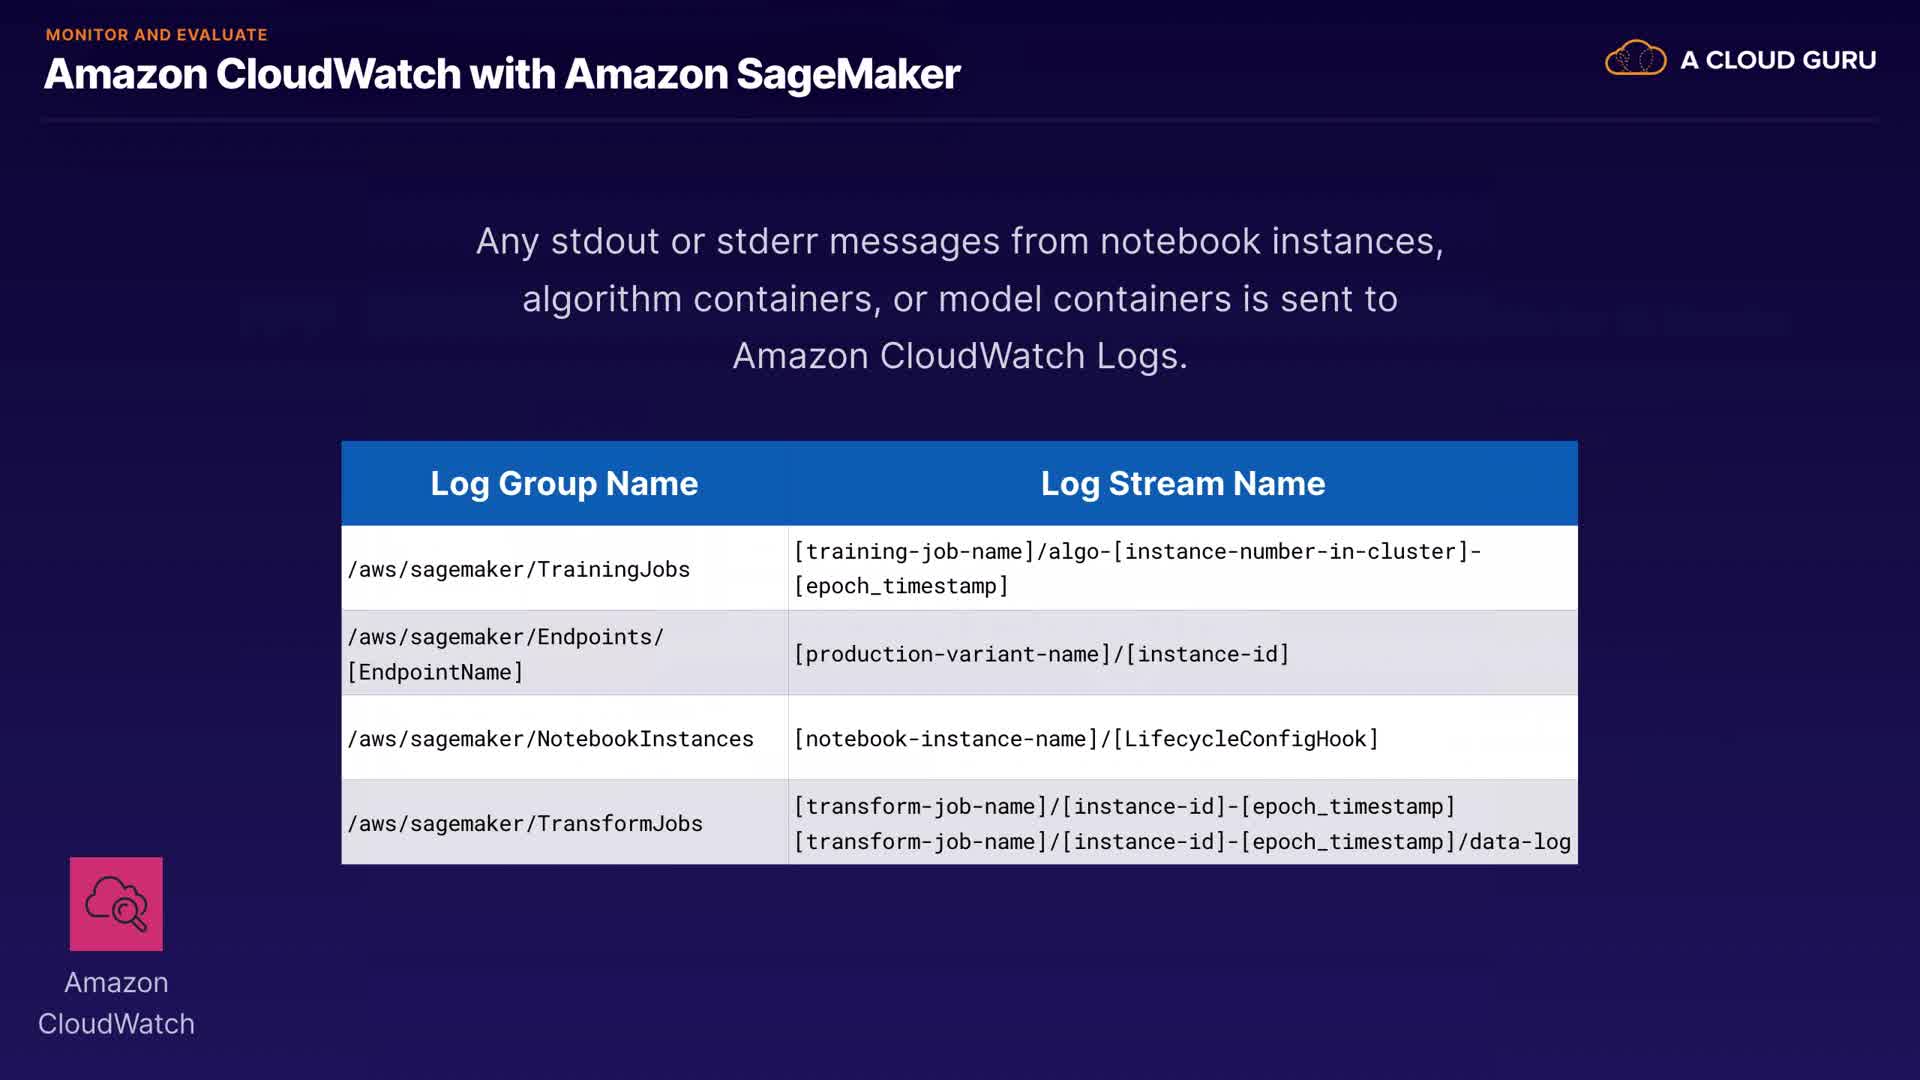 MONITOR AND EVALUATE
Amazon CloudWatch with Amazon SageMaker
A CLOUD GURU
Any stdout or stderr messages from notebook instances,
algorithm containers, or model containers is sent to
Amazon CloudWatch Logs.
Log Group Name
Log Stream Name
/aws/sagemaker/TrainingJobs
[training-job-name]/algo-[instance-number-in-cluster]-
[epoch_timestamp]
/aws/sagemaker/Endpoints/
[EndpointName]
[production-variant-name]/[instance-id]
/aws/sagemaker/NotebookInstances
[notebook-instance-name]/[LifecycleConfigHook]
/aws/sagemaker/TransformJobs
[transform-job-name]/[instance-id]-[epoch_timestamp]
[transform-job-name]/[instance-id]-[epoch_timestamp]/data-log
Amazon
CloudWatch